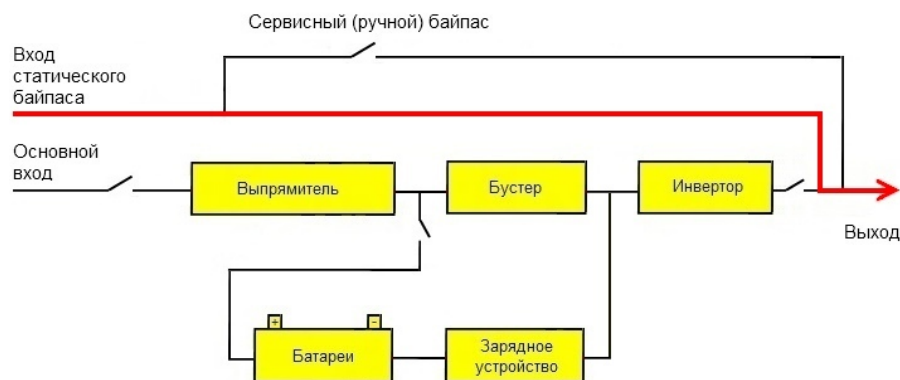 Сервисный (ручной) байпас
Вход
статического
байпаса
Основной
вход
Выпрямитель
Бустер
Инвертор
Выход
+
-
Батареи
Зарядное
устройство